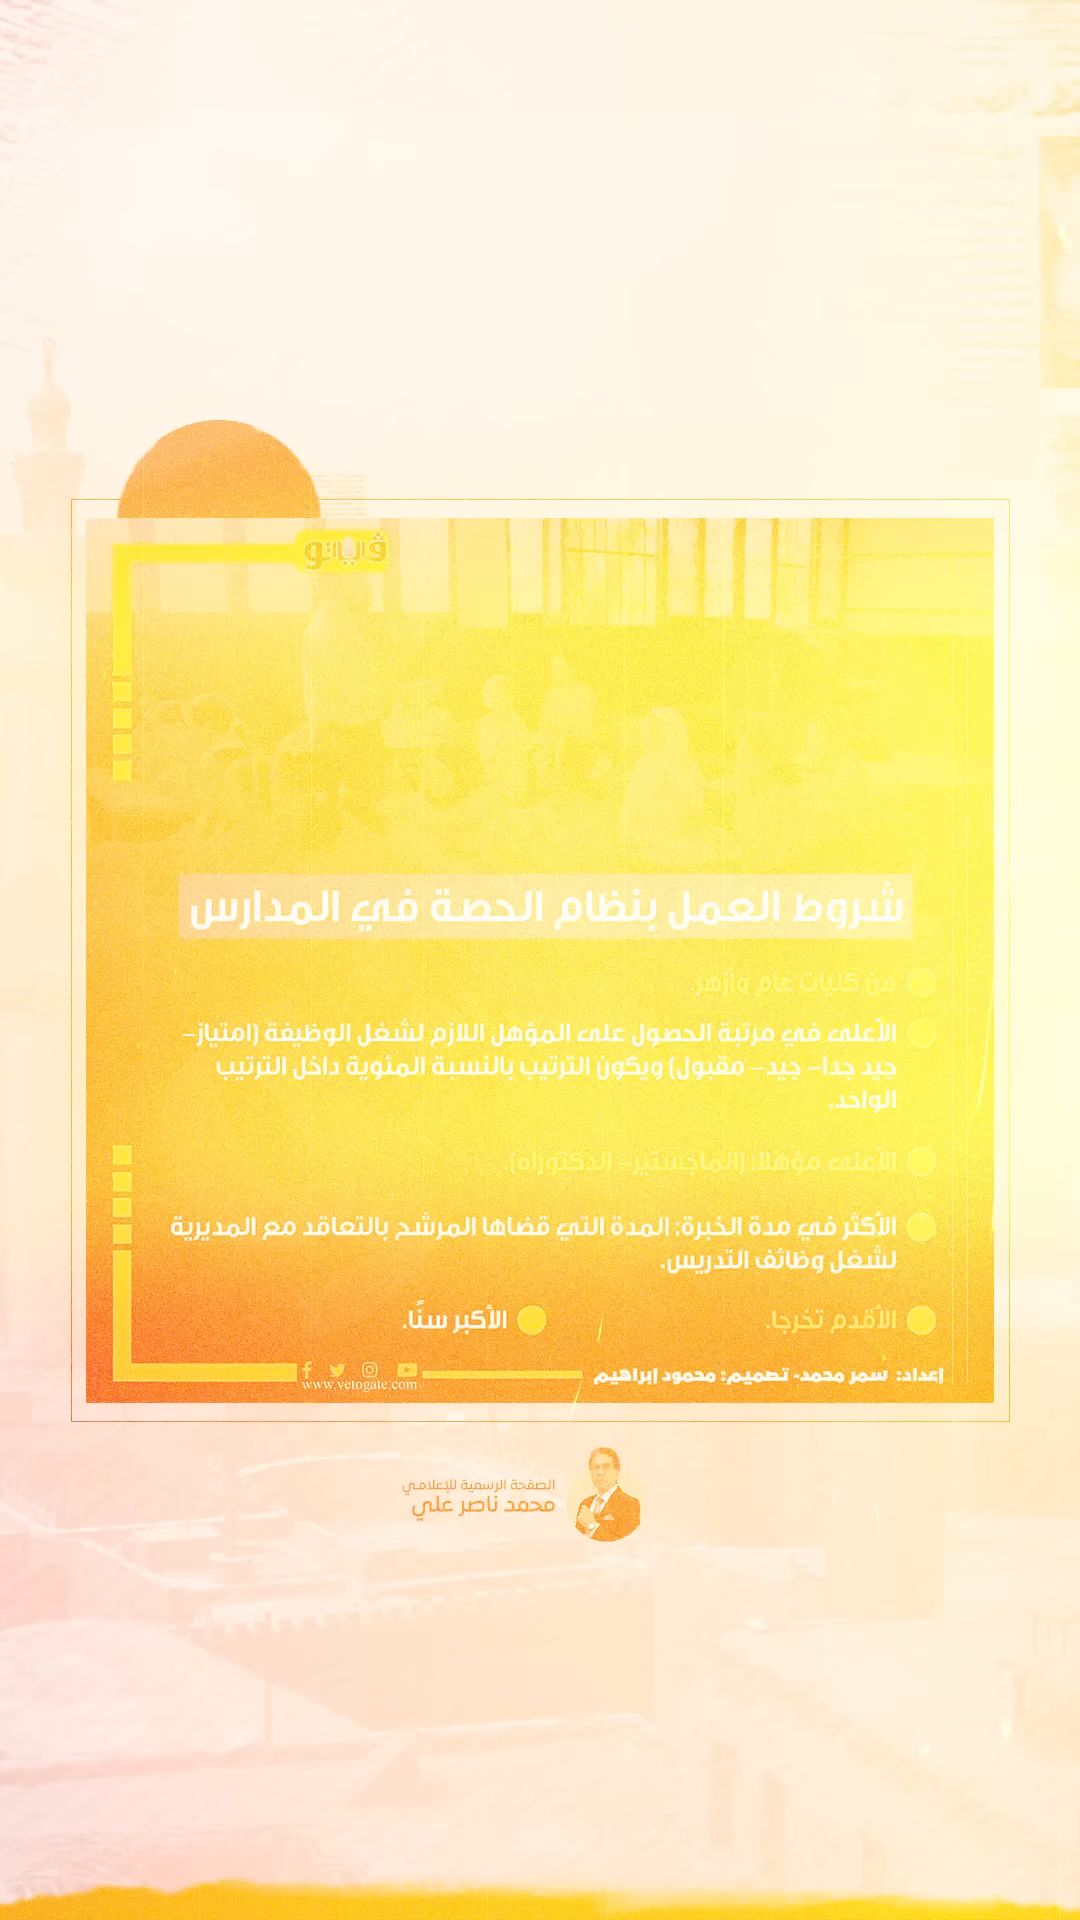 ڤيتو
شروط العمل بنظام الحصة في المدارس
من كليات عام وأزهر.
الأعلى في مرتبة الحصول على المؤهل اللازم لشغل الوظيفة (امتياز–
جيد جدا– جيد– مقبول) ويكون الترتيب بالنسبة المئوية داخل الترتيب
الواحد.
الأعلى مؤهلا: (الماجستير– الدكتوراه).
الأكثر في مدة الخبرة: المدة التي قضاها المرشح بالتعاقد مع المديرية
لشغل وظائف التدريس.
الأقدم تخرجا.
الأكبر سنًا.
إعداد: سمر محمد- تصميم: محمود إبراهيم
www.vetogate.com
الصفحة الرسمية للإعلامي
محمد ناصر علي